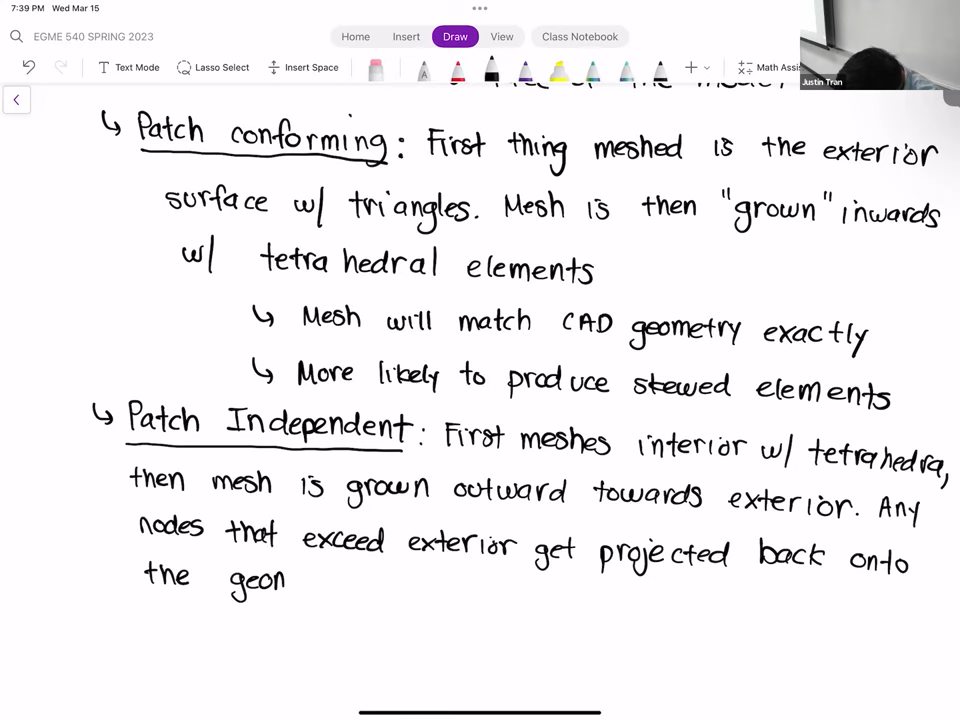 7:39 PM Wed Mar 15
EGME 540 SPRING 2023
Home Insert Draw View Class Notebook
Text Mode Lasso Select Insert Space Math Assis
Justin Tran
↳ Patch conforming: First thing meshed is the exterior
surface w/ triangles. Mesh is then "grown" inwards
w/ tetrahedral elements
↳ Mesh will match CAD geometry exactly
↳ More likely to produce skewed elements
↳ Patch Independent: First meshes interior w/ tetrahedra,
then mesh is grown outward towards exterior. Any
nodes that exceed exterior get projected back onto
the geom